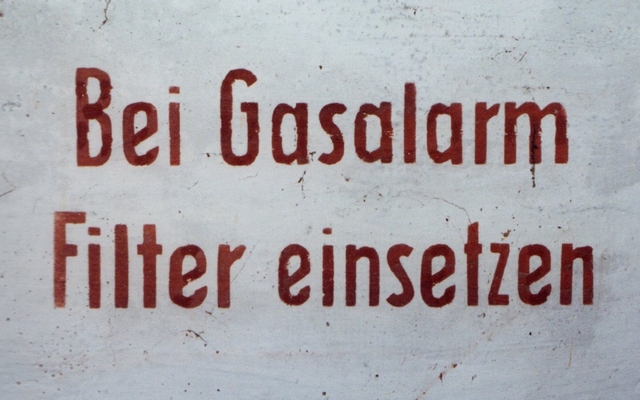 Bei Gasalarm
Filter einsetzen